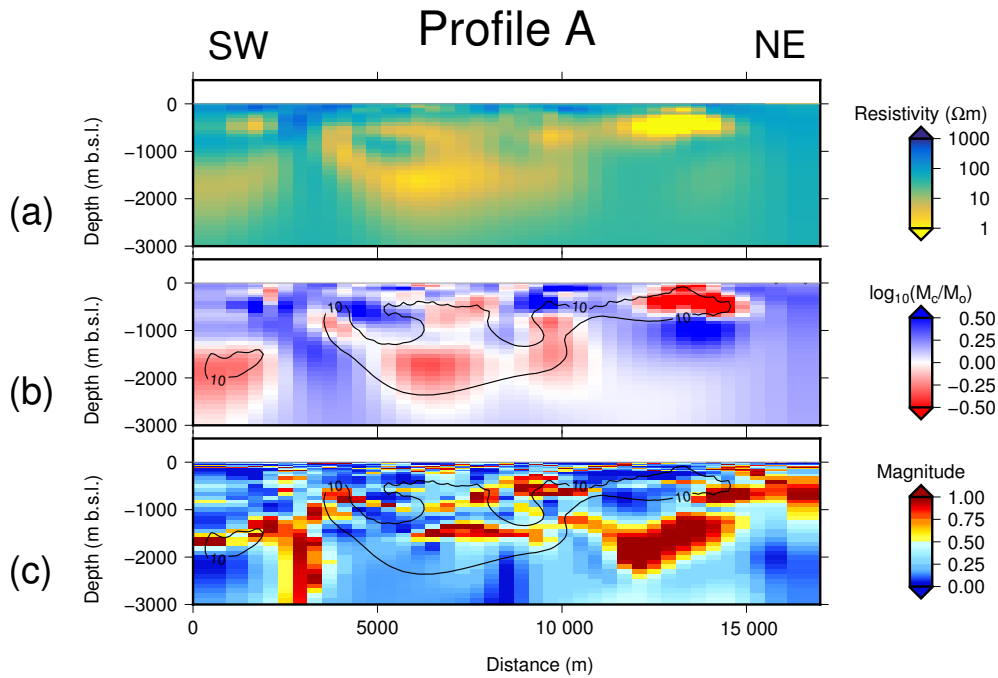 Profile A
SW NE
(a)
Depth (m b.s.l.)
0
−1000
−2000
−3000
Resistivity (Ωm)
1000
100
10
1
(b)
Depth (m b.s.l.)
0
−1000
−2000
−3000
10
10
10
10
10
log10(Mc/Mo)
0.50
0.25
0.00
−0.25
−0.50
(c)
Depth (m b.s.l.)
0
−1000
−2000
−3000
10
10
10
10
10
Magnitude
1.00
0.75
0.50
0.25
0.00
0 5000 10 000 15 000
Distance (m)